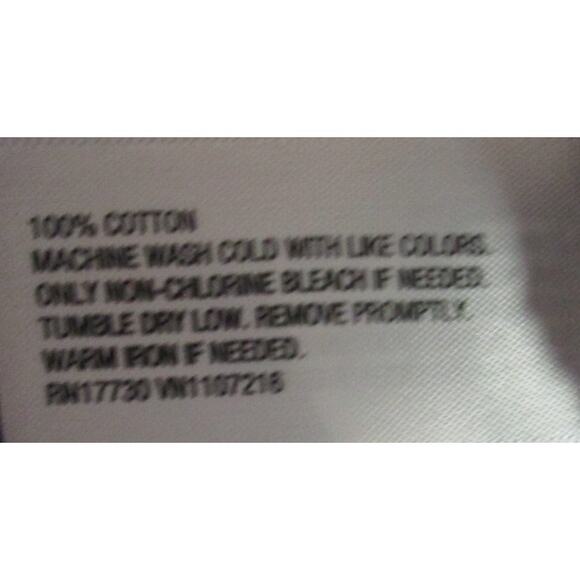 100% COTTON
MACHINE WASH COLD WITH LIKE COLORS.
ONLY NON-CHLORINE BLEACH IF NEEDED.
TUMBLE DRY LOW. REMOVE PROMPTLY.
WARM IRON IF NEEDED.
RN17730 VN1107218